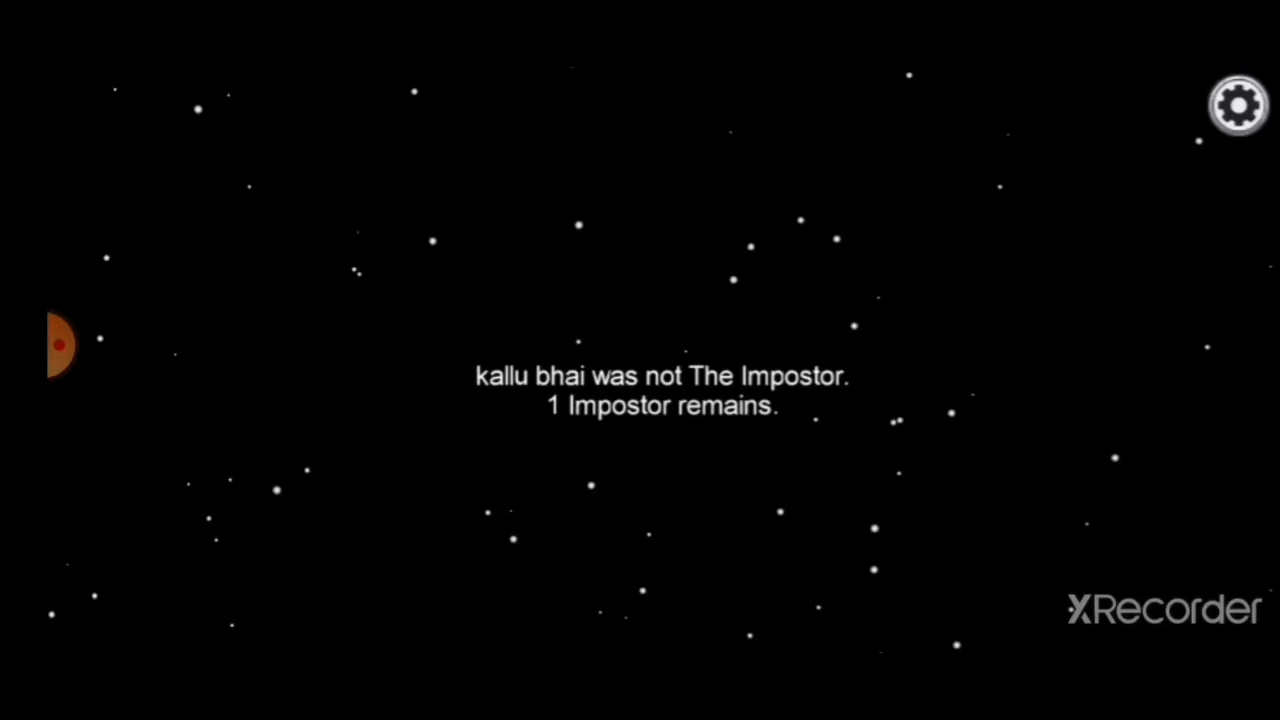 kallu bhai was not The Impostor.
1 Impostor remains.
XRecorder